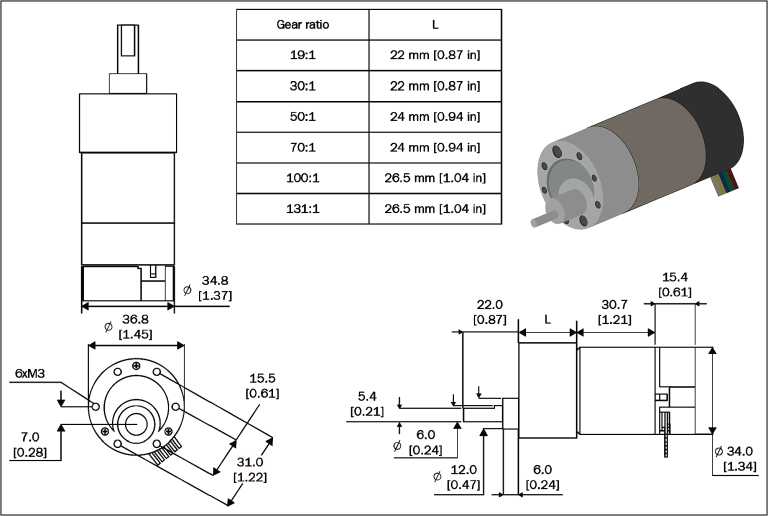 Gear ratio L
19:1 22 mm [0.87 in]
30:1 22 mm [0.87 in]
50:1 24 mm [0.94 in]
70:1 24 mm [0.94 in]
100:1 26.5 mm [1.04 in]
131:1 26.5 mm [1.04 in]
⌀ 34.8
[1.37]
⌀ 36.8
[1.45]
6xM3
7.0
[0.28]
15.5
[0.61]
31.0
[1.22]
22.0
[0.87]
L
30.7
[1.21]
15.4
[0.61]
5.4
[0.21]
⌀ 6.0
[0.24]
⌀ 12.0
[0.47]
6.0
[0.24]
⌀ 34.0
[1.34]